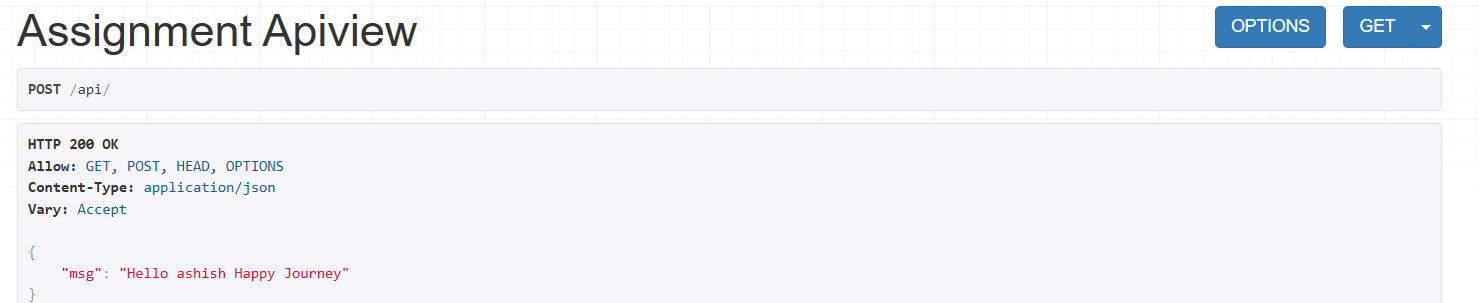 Assignment Apiview
OPTIONS
GET
POST /api/
HTTP 200 OK
Allow: GET, POST, HEAD, OPTIONS
Content-Type: application/json
Vary: Accept
{
    "msg": "Hello ashish Happy Journey"
}